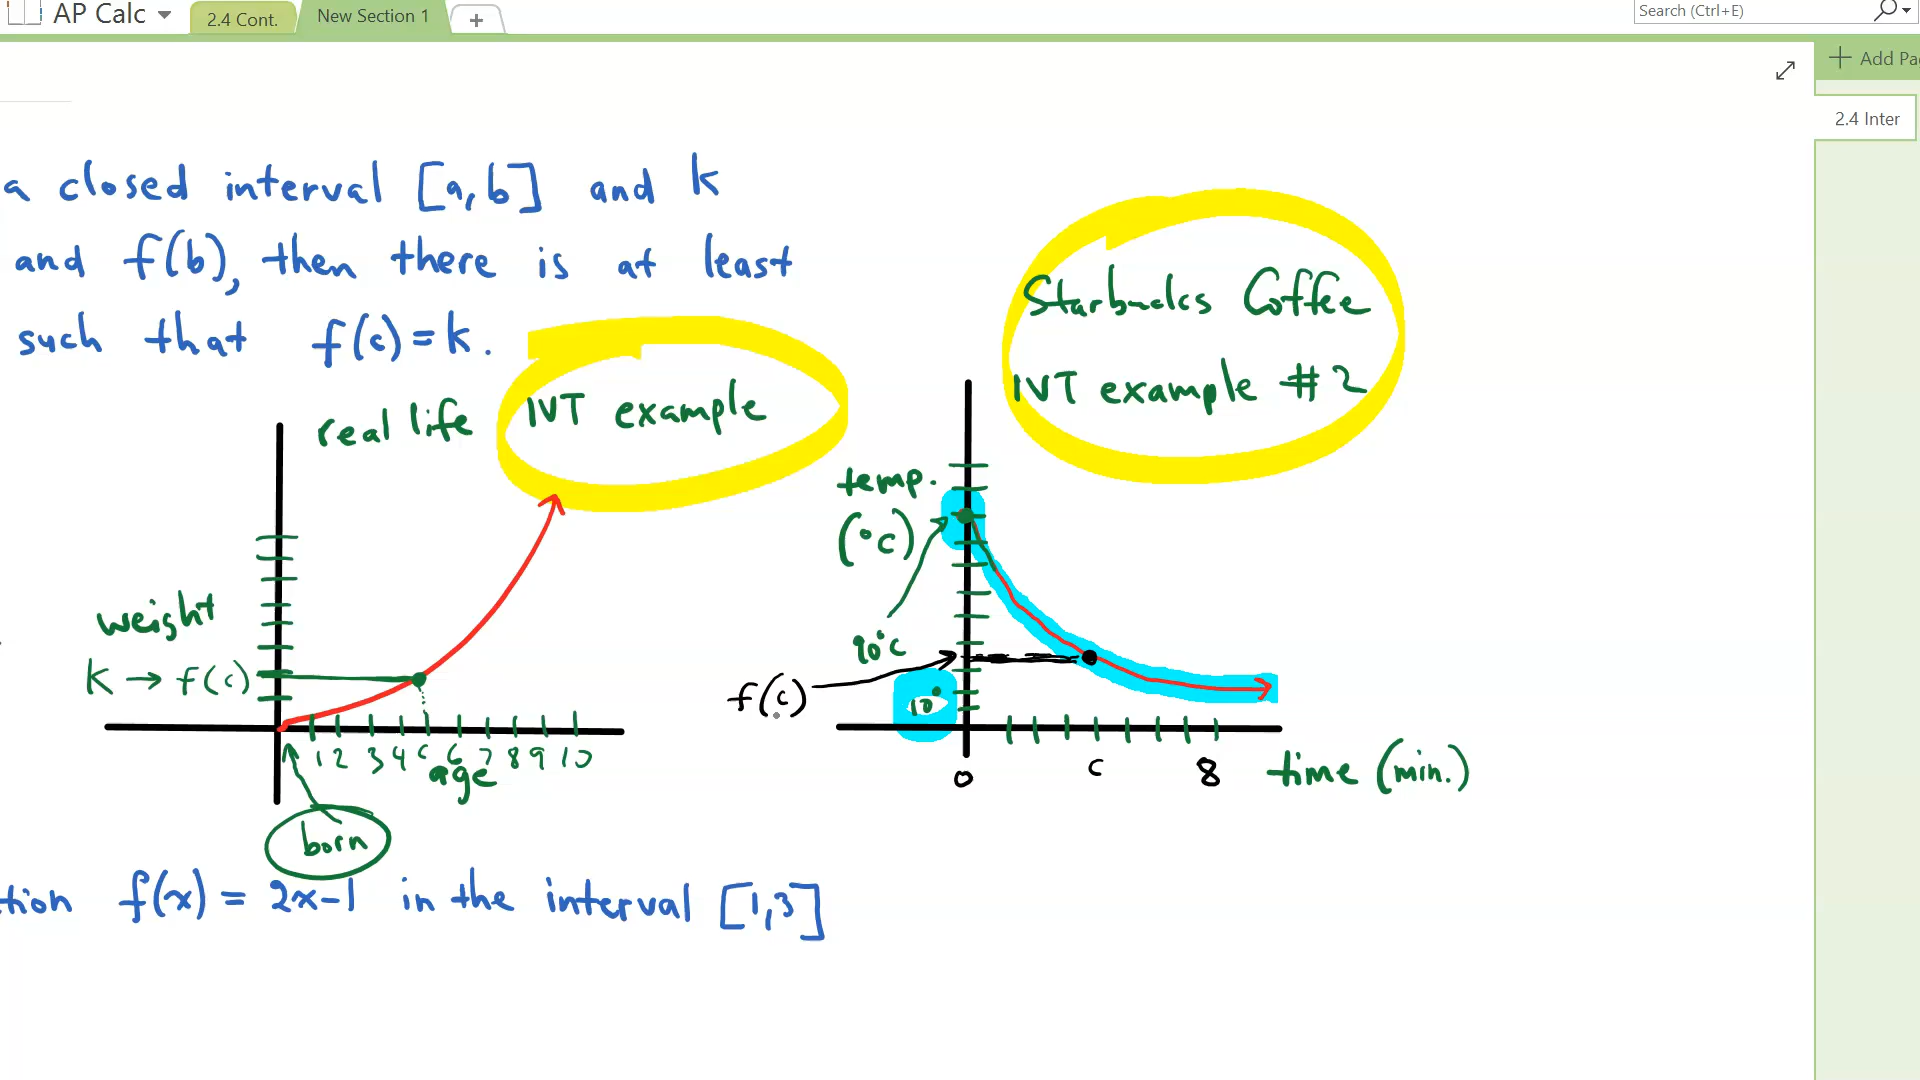 AP Calc
2.4 Cont.
New Section 1
+
Search (Ctrl+E)
Add Pa
2.4 Inter
a closed interval [a,b] and k
and f(b), then there is at least
such that f(c)=k.
real life IVT example
weight
k → f(c)
1 2 3 4 c 6 7 8 9 10
age
born
Starbucks Coffee
IVT example #2
temp.
(°C)
90°C
f(c)
10°
0 c 8 time (min.)
tion f(x) = 2x-1 in the interval [1,3]